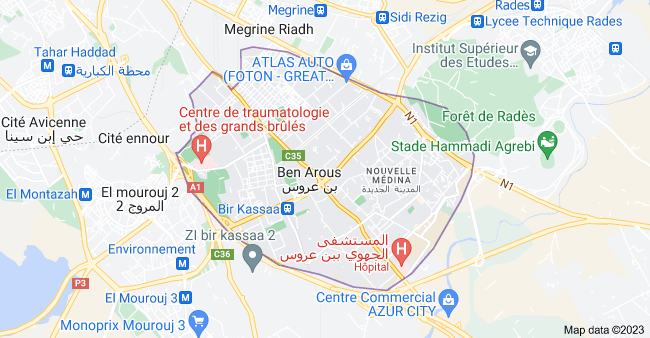 Megrine
Rades
Sidi Rezig
Lycee Technique Rades
Megrine Riadh
Tahar Haddad
محطة الكبارية
ATLAS AUTO
(FOTON - GREAT...
Institut Supérieur
des Etudes...
Cité Avicenne
حي إبن سينا
Cité ennour
Centre de traumatologie
et des grands brûlés
H
N1
Forêt de Radès
Stade Hammadi Agrebi
C35
Ben Arous
بن عروس
NOUVELLE
MÉDINA
المدينة الجديدة
N1
El Montazah
A1
El mourouj 2
المروج 2
Bir Kassaa
Environnement
ZI bir kassaa 2
C36
المستشفى
الجهوي ببن عروس
Hôpital
H
P3
El Mourouj 3
Centre Commercial
AZUR CITY
Monoprix Mourouj 3
Map data ©2023